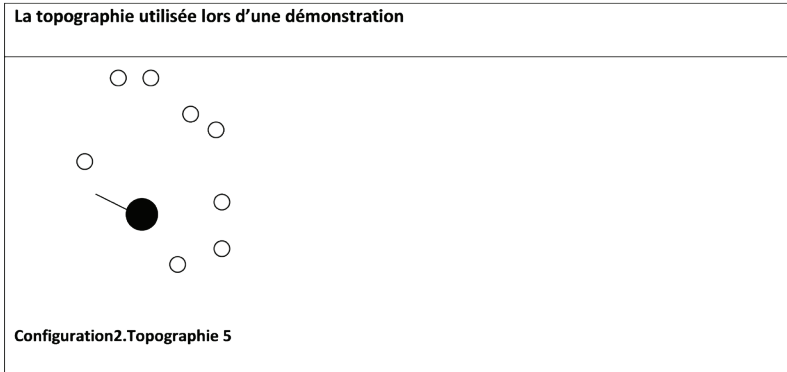 La topographie utilisée lors d’une démonstration
Configuration2.Topographie 5